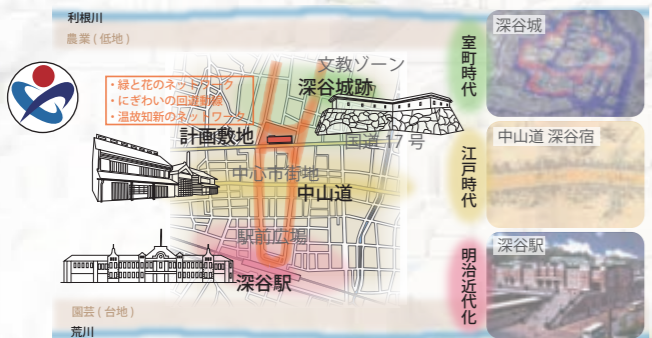 利根川
農業 ( 低地 )
・緑と花のネットワーク
・にぎわいの回遊動線
・温故知新のネットワーク
文教ゾーン
深谷城跡
計画敷地
国道 17 号
中心市街地
中山道
駅前広場
深谷駅
園芸 ( 台地 )
荒川
室町時代
江戸時代
明治近代化
深谷城
中山道 深谷宿
深谷駅